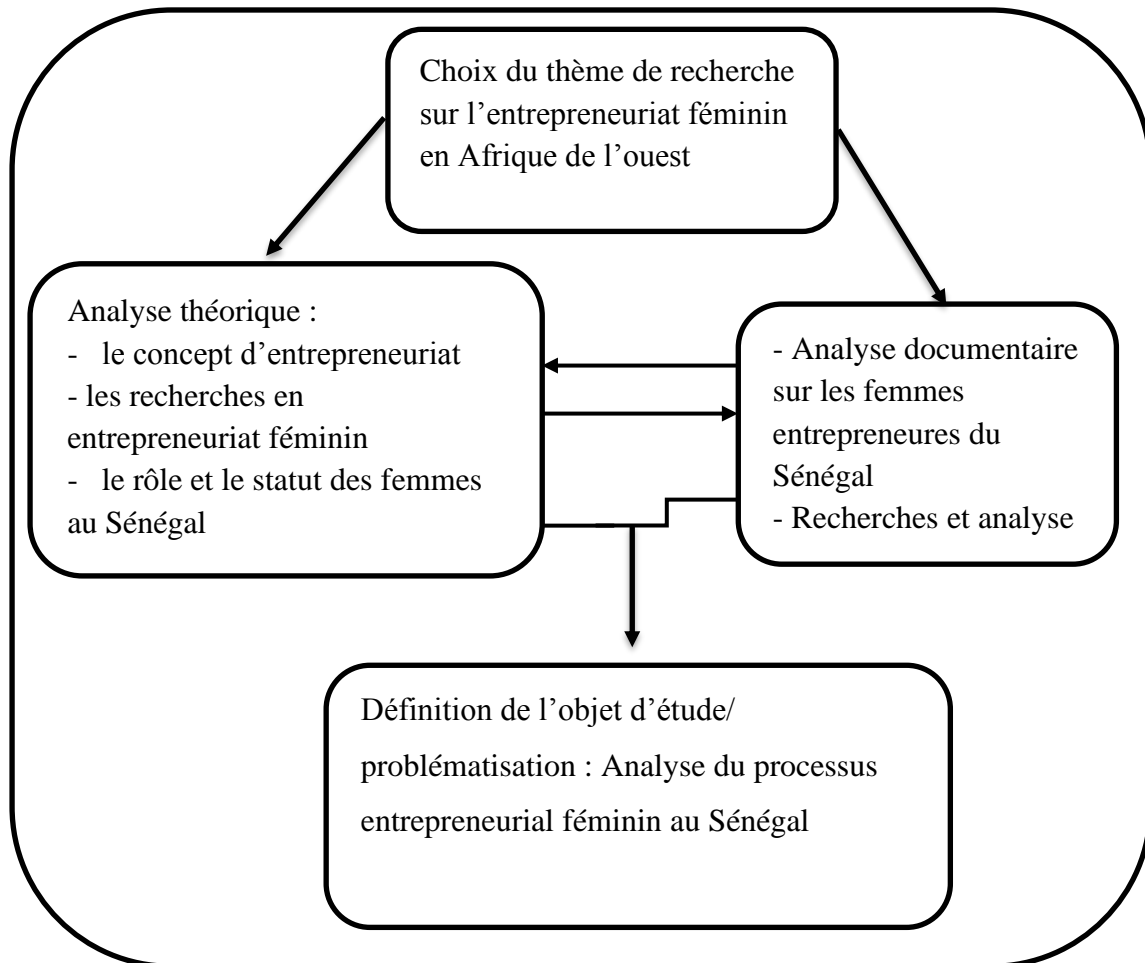 Choix du thème de recherche
sur l’entrepreneuriat féminin
en Afrique de l’ouest
Analyse théorique :
- le concept d’entrepreneuriat
- les recherches en
entrepreneuriat féminin
- le rôle et le statut des femmes
au Sénégal
- Analyse documentaire
sur les femmes
entrepreneures du
Sénégal
- Recherches et analyse
Définition de l’objet d’étude/
problématisation : Analyse du processus
entrepreneurial féminin au Sénégal